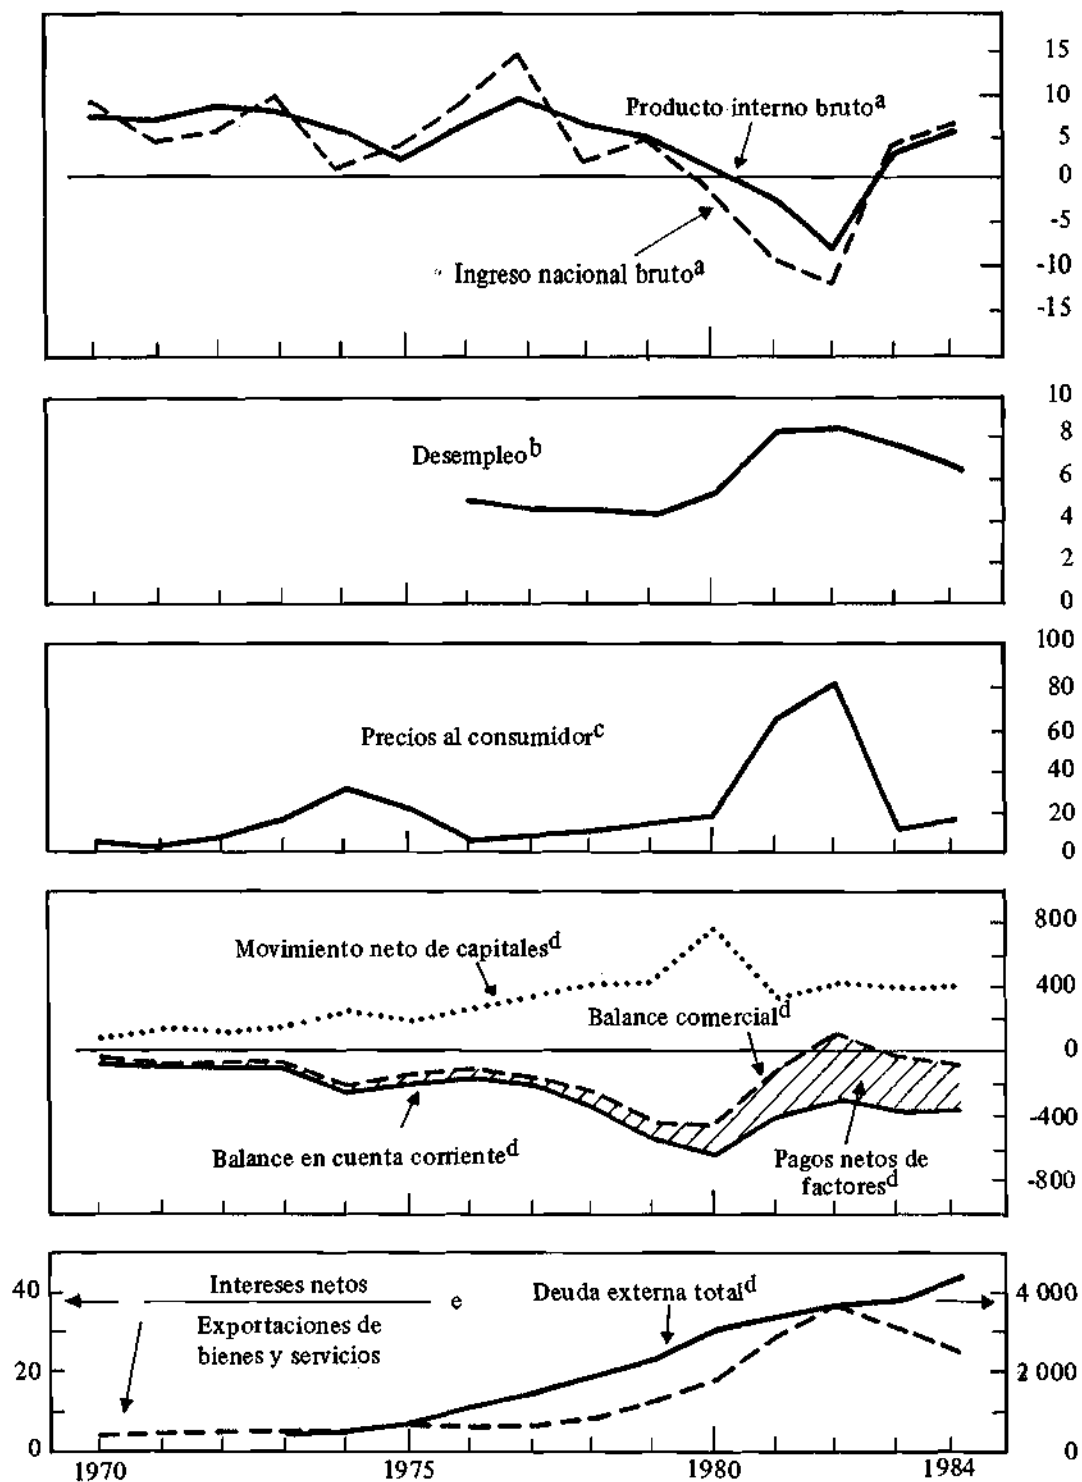 15
10
Producto interno bruto a
5
0
-5
Ingreso nacional bruto a
-10
-15
10
8
Desempleo b
6
4
2
0
100
80
Precios al consumidor c
60
40
20
0
800
Movimiento neto de capitales d
400
Balance comercial d
0
-400
Balance en cuenta corriente d
Pagos netos de
factores d
-800
40
Intereses netos
e
Deuda externa total d
4 000
Exportaciones de
bienes y servicios
20
2 000
0
0
1970
1975
1980
1984